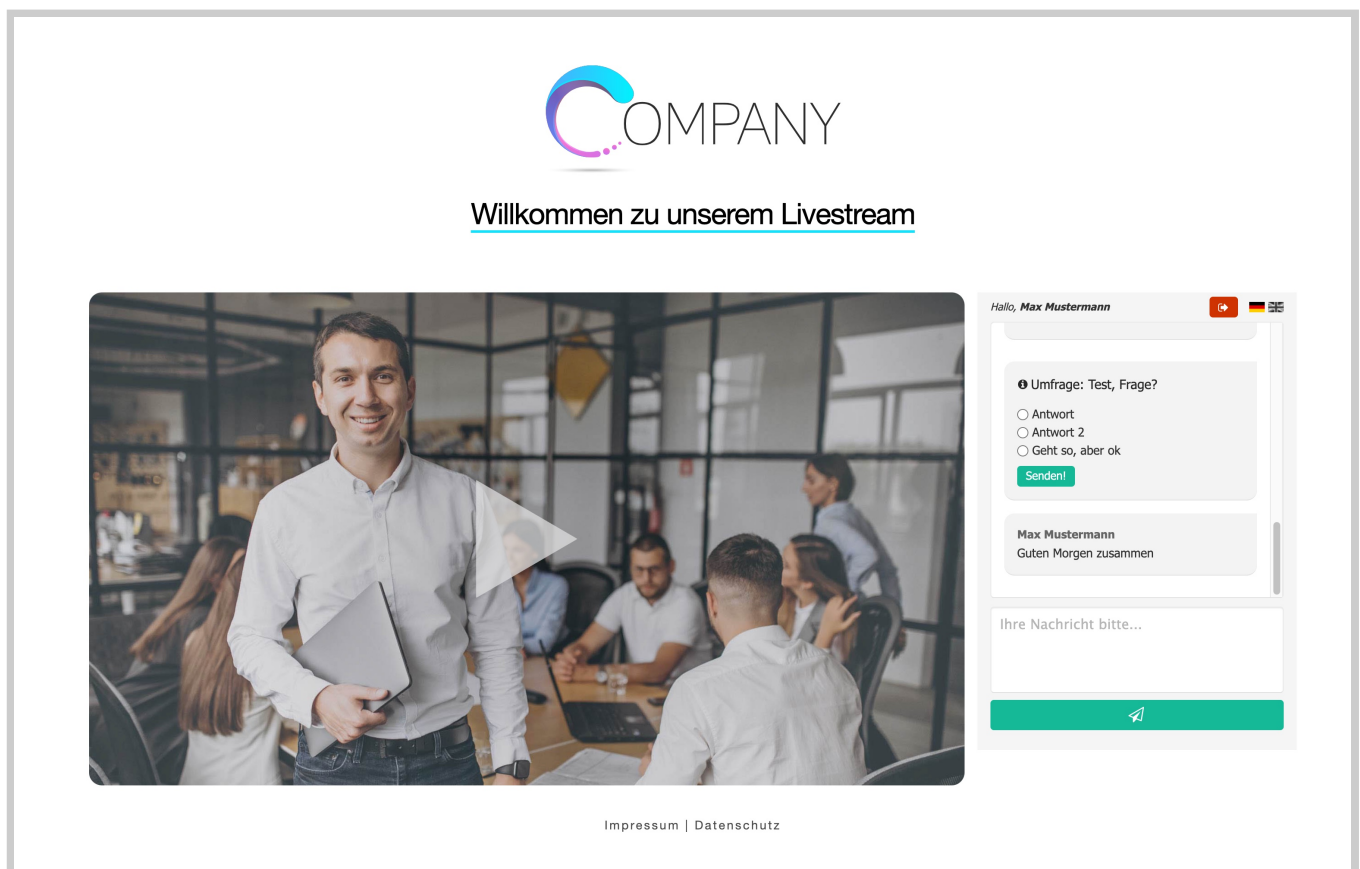 COMPANY
Willkommen zu unserem Livestream
Hallo, Max Mustermann
Umfrage: Test, Frage?
Antwort
Antwort 2
Geht so, aber ok
Senden!
Max Mustermann
Guten Morgen zusammen
Ihre Nachricht bitte...
Impressum | Datenschutz